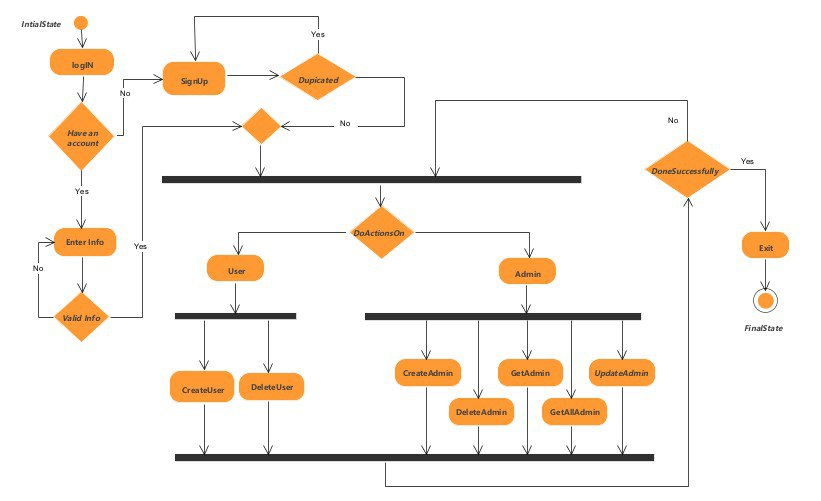 IntialState
logIN
Yes
SignUp
Dupicated
No
Have an
account
No
No
DoneSuccessfully
Yes
Yes
Enter Info
Yes
No
Valid Info
DoActionsOn
User
Admin
Exit
FinalState
CreateUser
DeleteUser
CreateAdmin
GetAdmin
UpdateAdmin
DeleteAdmin
GetAllAdmin